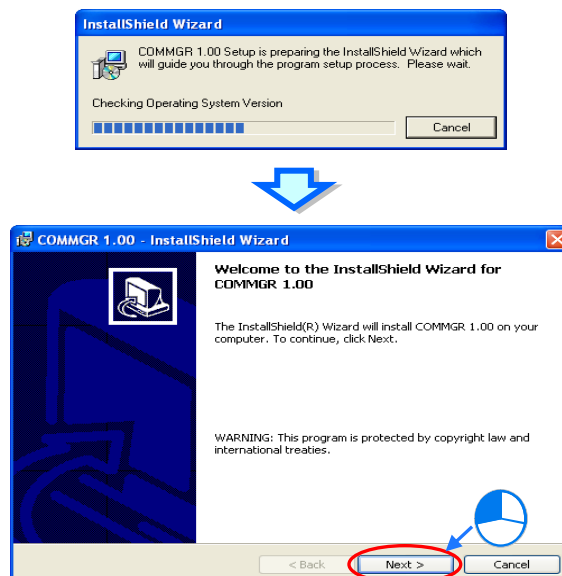 InstallShield Wizard
COMMGR 1.00 Setup is preparing the InstallShield Wizard which
will guide you through the program setup process. Please wait.
Checking Operating System Version
Cancel
COMMGR 1.00 - InstallShield Wizard
Welcome to the InstallShield Wizard for
COMMGR 1.00
The InstallShield(R) Wizard will install COMMGR 1.00 on your
computer. To continue, click Next.
WARNING: This program is protected by copyright law and
international treaties.
< Back
Next >
Cancel